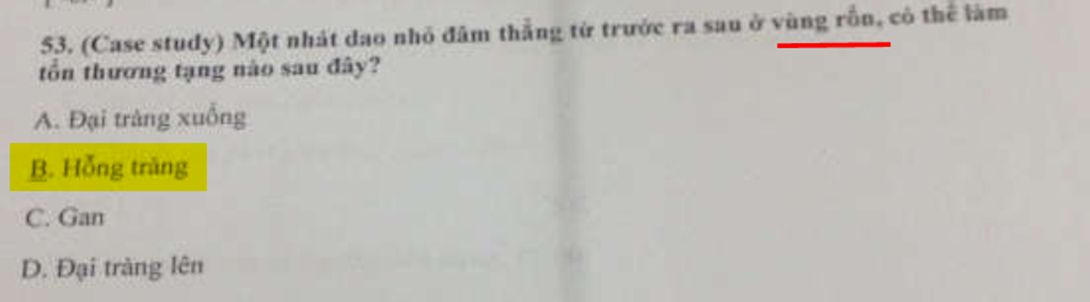 53. (Case study) Một nhát dao nhỏ đâm thẳng từ trước ra sau ở vùng rốn, có thể làm
tổn thương tạng nào sau đây?
A. Đại tràng xuống
B. Hỗng tràng
C. Gan
D. Đại tràng lên